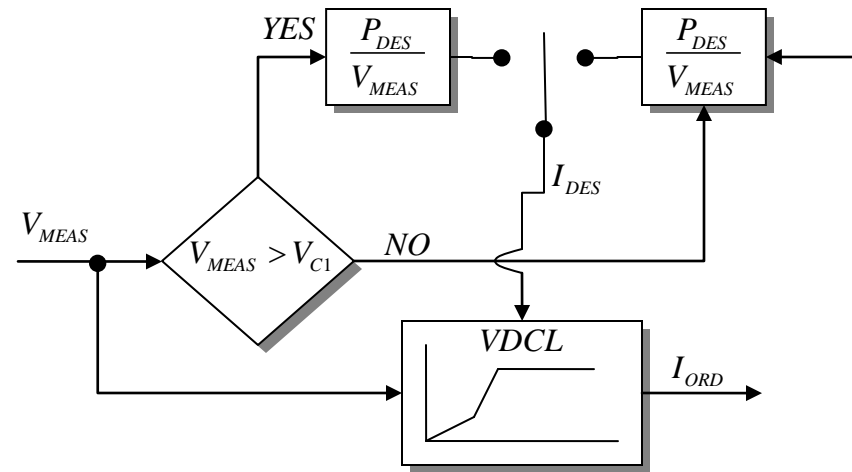 YES
P_DES
V_MEAS
P_DES
V_MEAS
I_DES
V_MEAS
V_MEAS > V_C1
NO
VDCL
I_ORD